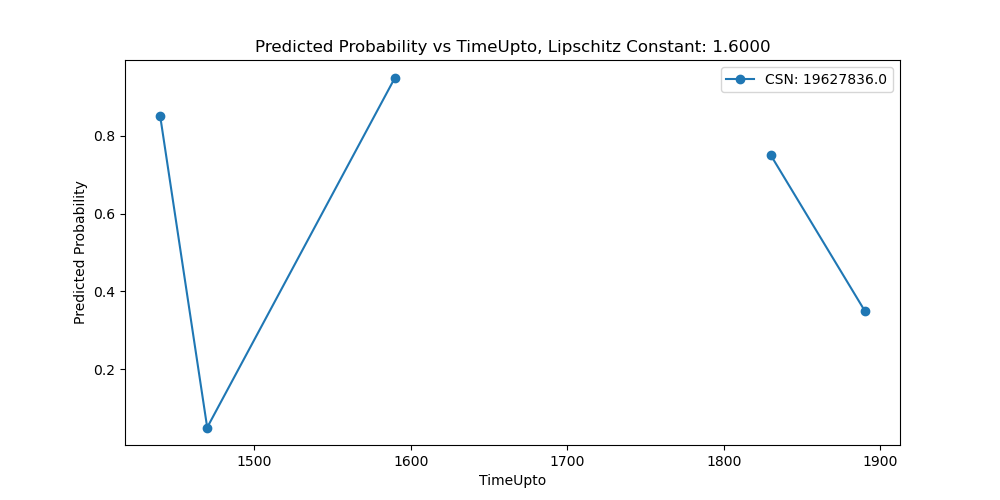 Predicted Probability vs TimeUpto, Lipschitz Constant: 1.6000
CSN: 19627836.0
Predicted Probability
0.8
0.6
0.4
0.2
1500
1600
1700
1800
1900
TimeUpto